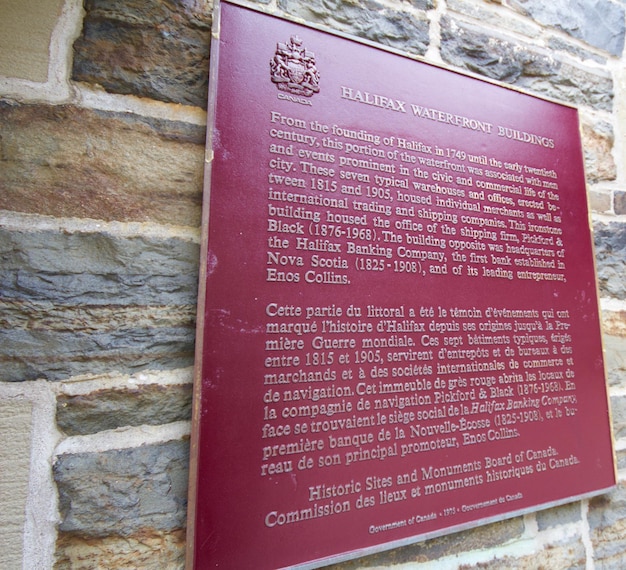 CANADA
HALIFAX WATERFRONT BUILDINGS
From the founding of Halifax in 1749 until the early twentieth
century, this portion of the waterfront was associated with men
and events prominent in the civic and commercial life of the
city. These seven typical warehouses and offices, erected be-
tween 1815 and 1905, housed individual merchants as well as
international trading and shipping companies. This ironstone
building housed the office of the shipping firm, Pickford &
Black (1876-1968). The building opposite was headquarters of
the Halifax Banking Company, the first bank established in
Nova Scotia (1825-1908), and of its leading entrepreneur,
Enos Collins.
Cette partie du littoral a été le témoin d'événements qui ont
marqué l'histoire d'Halifax depuis ses origines jusqu'à la Pre-
mière Guerre mondiale. Ces sept bâtiments typiques, érigés
entre 1815 et 1905, servirent d'entrepôts et de bureaux à des
marchands et à des sociétés internationales de commerce et
de navigation. Cet immeuble de grès rouge abrita les locaux de
la compagnie de navigation Pickford & Black (1876-1968). En
face se trouvaient le siège social de la Halifax Banking Company,
première banque de la Nouvelle-Écosse (1825-1908), et le bu-
reau de son principal promoteur, Enos Collins.
Historic Sites and Monuments Board of Canada.
Commission des lieux et monuments historiques du Canada.
Government of Canada • 1975 • Gouvernement du Canada